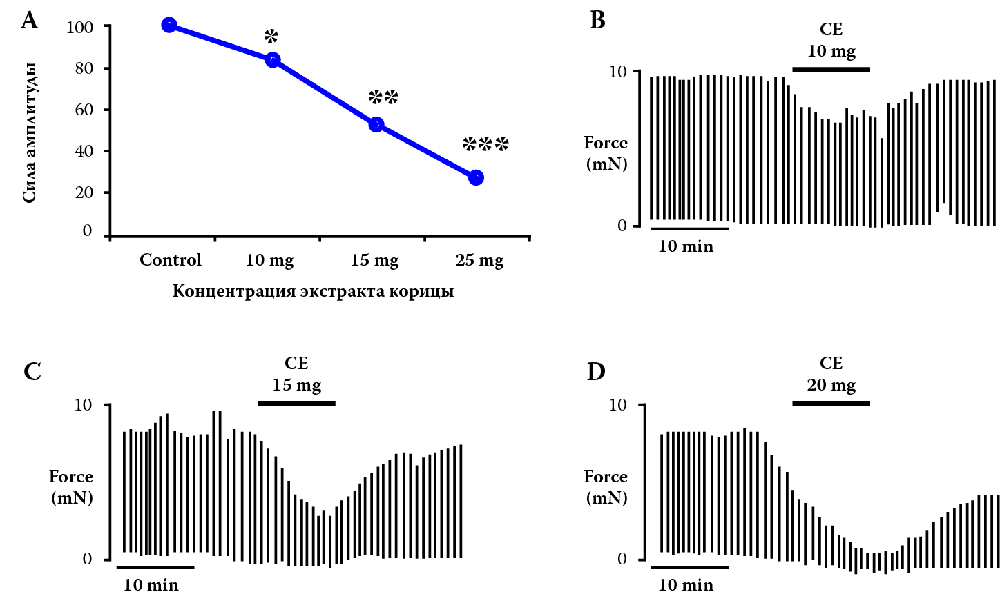 A
Сила амплитуды
100
80
60
40
20
0
Control 10 mg 15 mg 25 mg
Концентрация экстракта корицы
*
**
***
B
CE
10 mg
10
Force
(mN)
0
10 min
C
CE
15 mg
10
Force
(mN)
0
10 min
D
CE
20 mg
10
Force
(mN)
0
10 min